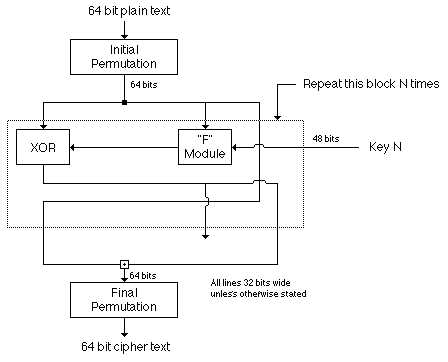 64 bit plain text
Initial
Permutation
64 bits
Repeat this block N times
XOR
"F"
Module
48 bits
Key N
64 bits
All lines 32 bits wide
unless otherwise stated
Final
Permutation
64 bit cipher text